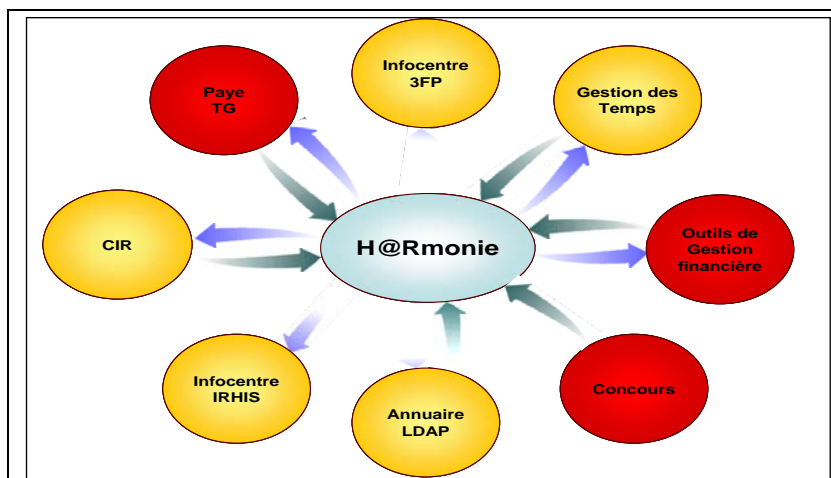 Infocentre
3FP
Paye
TG
Gestion des
Temps
CIR
H@Rmonie
Outils de
Gestion
financière
Infocentre
IRHIS
Annuaire
LDAP
Concours